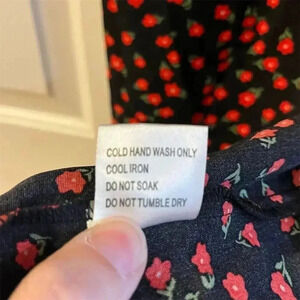 COLD HAND WASH ONLY
COOL IRON
DO NOT SOAK
DO NOT TUMBLE DRY